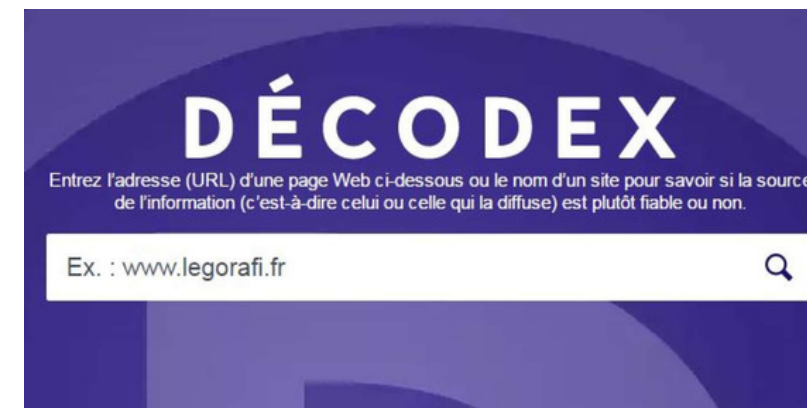 DÉCODEX
Entrez l'adresse (URL) d'une page Web ci-dessous ou le nom d'un site pour savoir si la source
de l'information (c'est-à-dire celui ou celle qui la diffuse) est plutôt fiable ou non.
Ex. : www.legorafi.fr